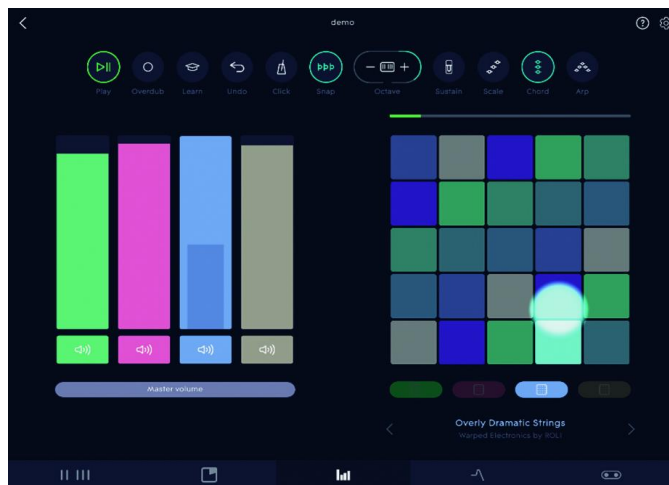 demo
Play Overdub Learn Undo Click Snap Octave Sustain Scale Chord Arp
Master volume
Overly Dramatic Strings
Warped Electronics by ROLI